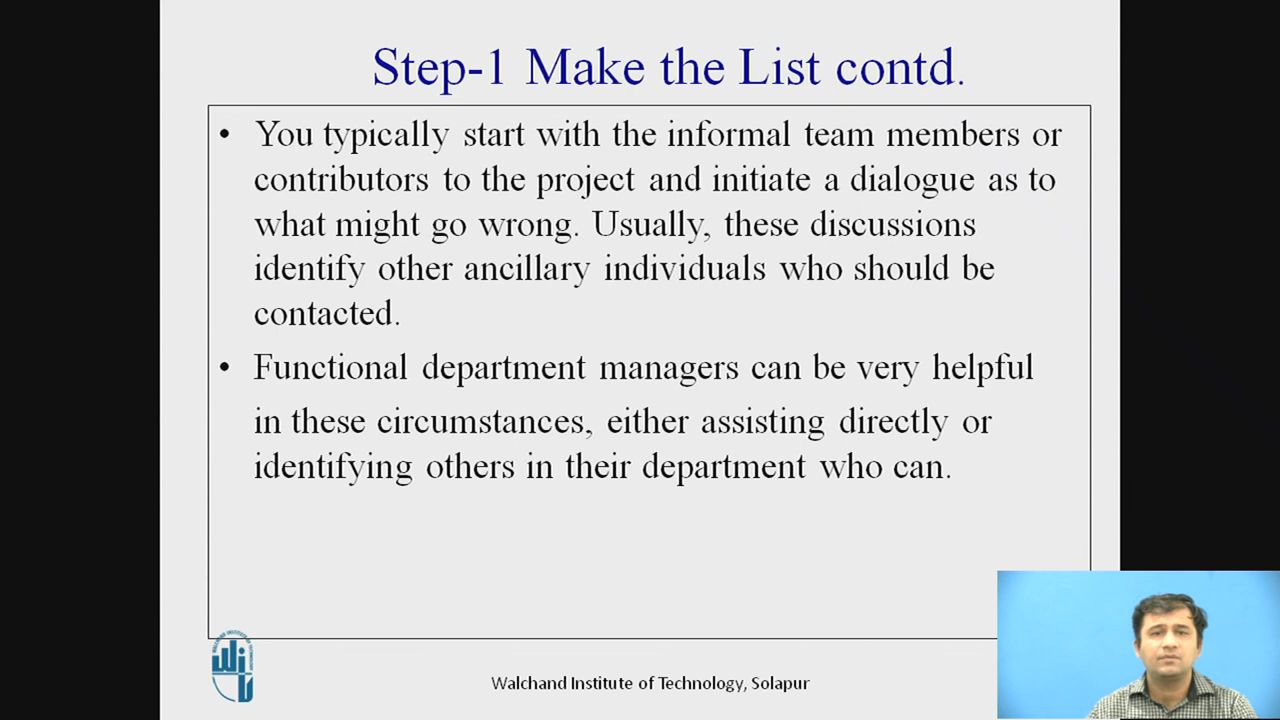 Step-1 Make the List contd.
• You typically start with the informal team members or
contributors to the project and initiate a dialogue as to
what might go wrong. Usually, these discussions
identify other ancillary individuals who should be
contacted.
• Functional department managers can be very helpful
in these circumstances, either assisting directly or
identifying others in their department who can.
Walchand Institute of Technology, Solapur